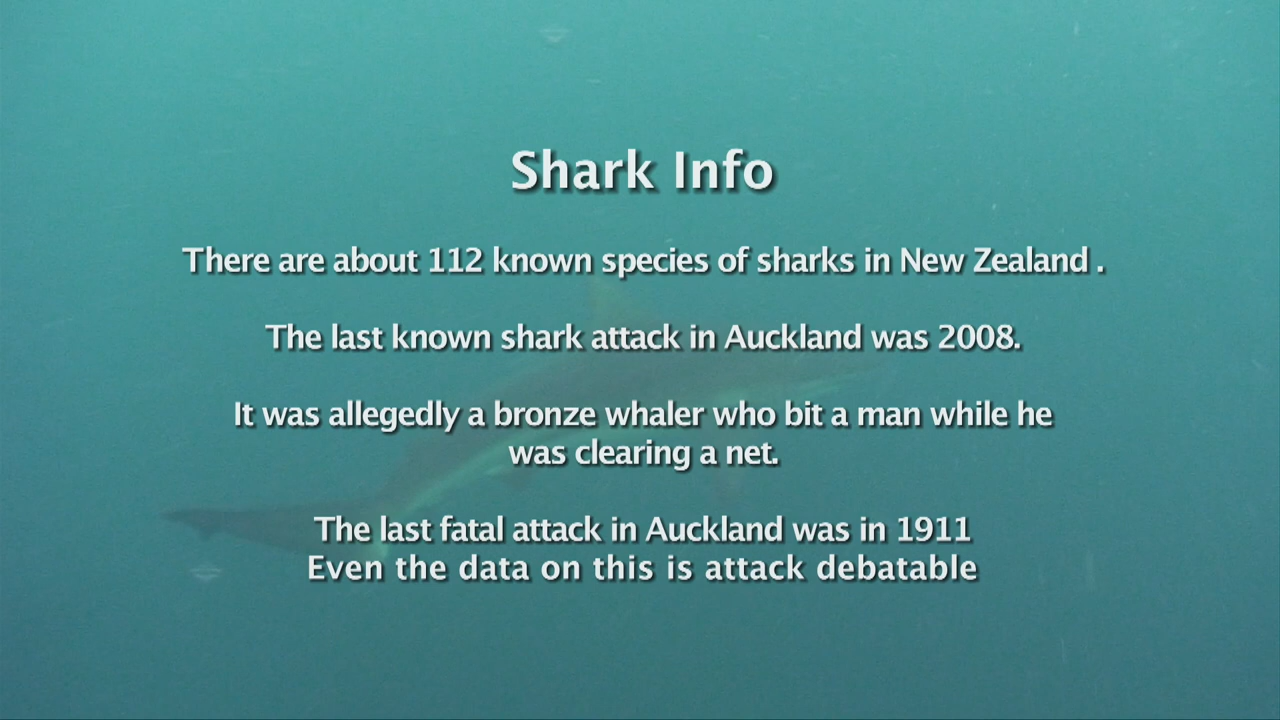 Shark Info
There are about 112 known species of sharks in New Zealand .
The last known shark attack in Auckland was 2008.
It was allegedly a bronze whaler who bit a man while he
was clearing a net.
The last fatal attack in Auckland was in 1911
Even the data on this is attack debatable